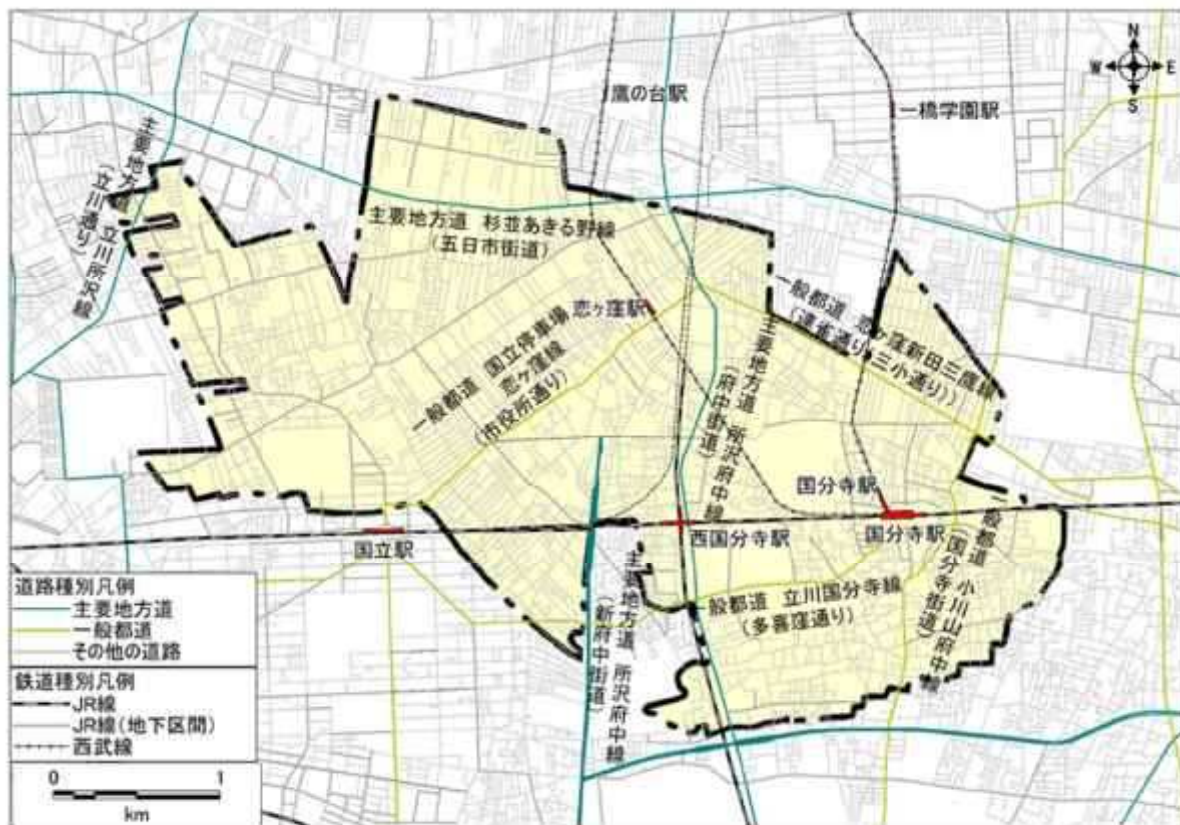 N
W
E
S
鷹の台駅
一橋学園駅
主要地方道 立川所沢線
(立川通り)
主要地方道 杉並あきる野線
(五日市街道)
恋ヶ窪駅
一般都道 恋ヶ窪新田三鷹線
(連雀通り(三小通り))
一般都道 国立停車場
恋ヶ窪線
(市役所通り)
主要地方道 所沢府中線
(府中街道)
国分寺駅
国立駅
西国分寺駅
国分寺駅
一般都道 小川山府中線
(国分寺街道)
主要地方道 所沢府中線
(新府中街道)
一般都道 立川国分寺線
(多喜窪通り)
道路種別凡例
主要地方道
一般都道
その他の道路
鉄道種別凡例
JR線
JR線(地下区間)
西武線
0
1
km